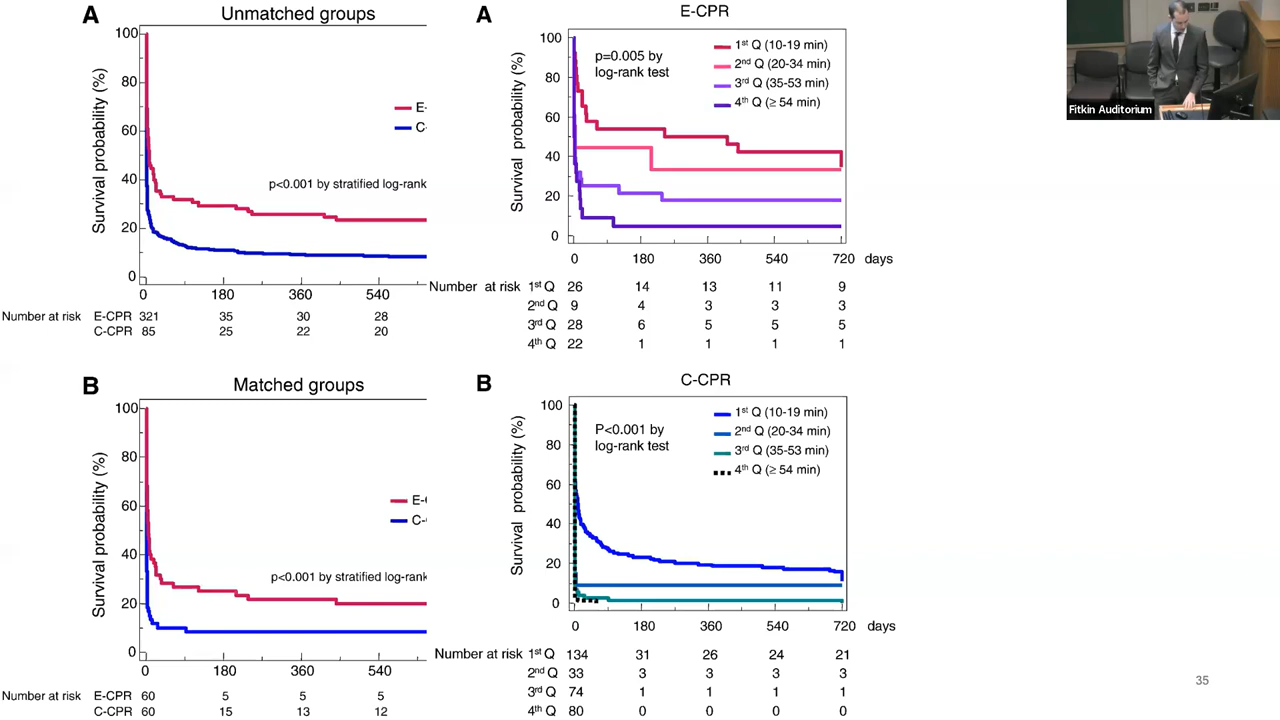 A
Unmatched groups
Survival probability (%)
100
80
60
40
20
0
E-
C-
p<0.001 by stratified log-rank
0 180 360 540
Number at risk E-CPR 321 35 30 28
C-CPR 85 25 22 20
B
Matched groups
Survival probability (%)
100
80
60
40
20
0
E-
C-
p<0.001 by stratified log-rank
0 180 360 540
Number at risk E-CPR 60 5 5 5
C-CPR 60 15 13 12
A
E-CPR
Survival probability (%)
100
80
60
40
20
0
p=0.005 by
log-rank test
1st Q (10-19 min)
2nd Q (20-34 min)
3rd Q (35-53 min)
4th Q (≥ 54 min)
0 180 360 540 720 days
Number at risk 1st Q 26 14 13 11 9
2nd Q 9 4 3 3 3
3rd Q 28 6 5 5 5
4th Q 22 1 1 1 1
B
C-CPR
Survival probability (%)
100
80
60
40
20
0
P<0.001 by
log-rank test
1st Q (10-19 min)
2nd Q (20-34 min)
3rd Q (35-53 min)
4th Q (≥ 54 min)
0 180 360 540 720 days
Number at risk 1st Q 134 31 26 24 21
2nd Q 33 3 3 3 3
3rd Q 74 1 1 1 1
4th Q 80 0 0 0 0
Fitkin Auditorium
35